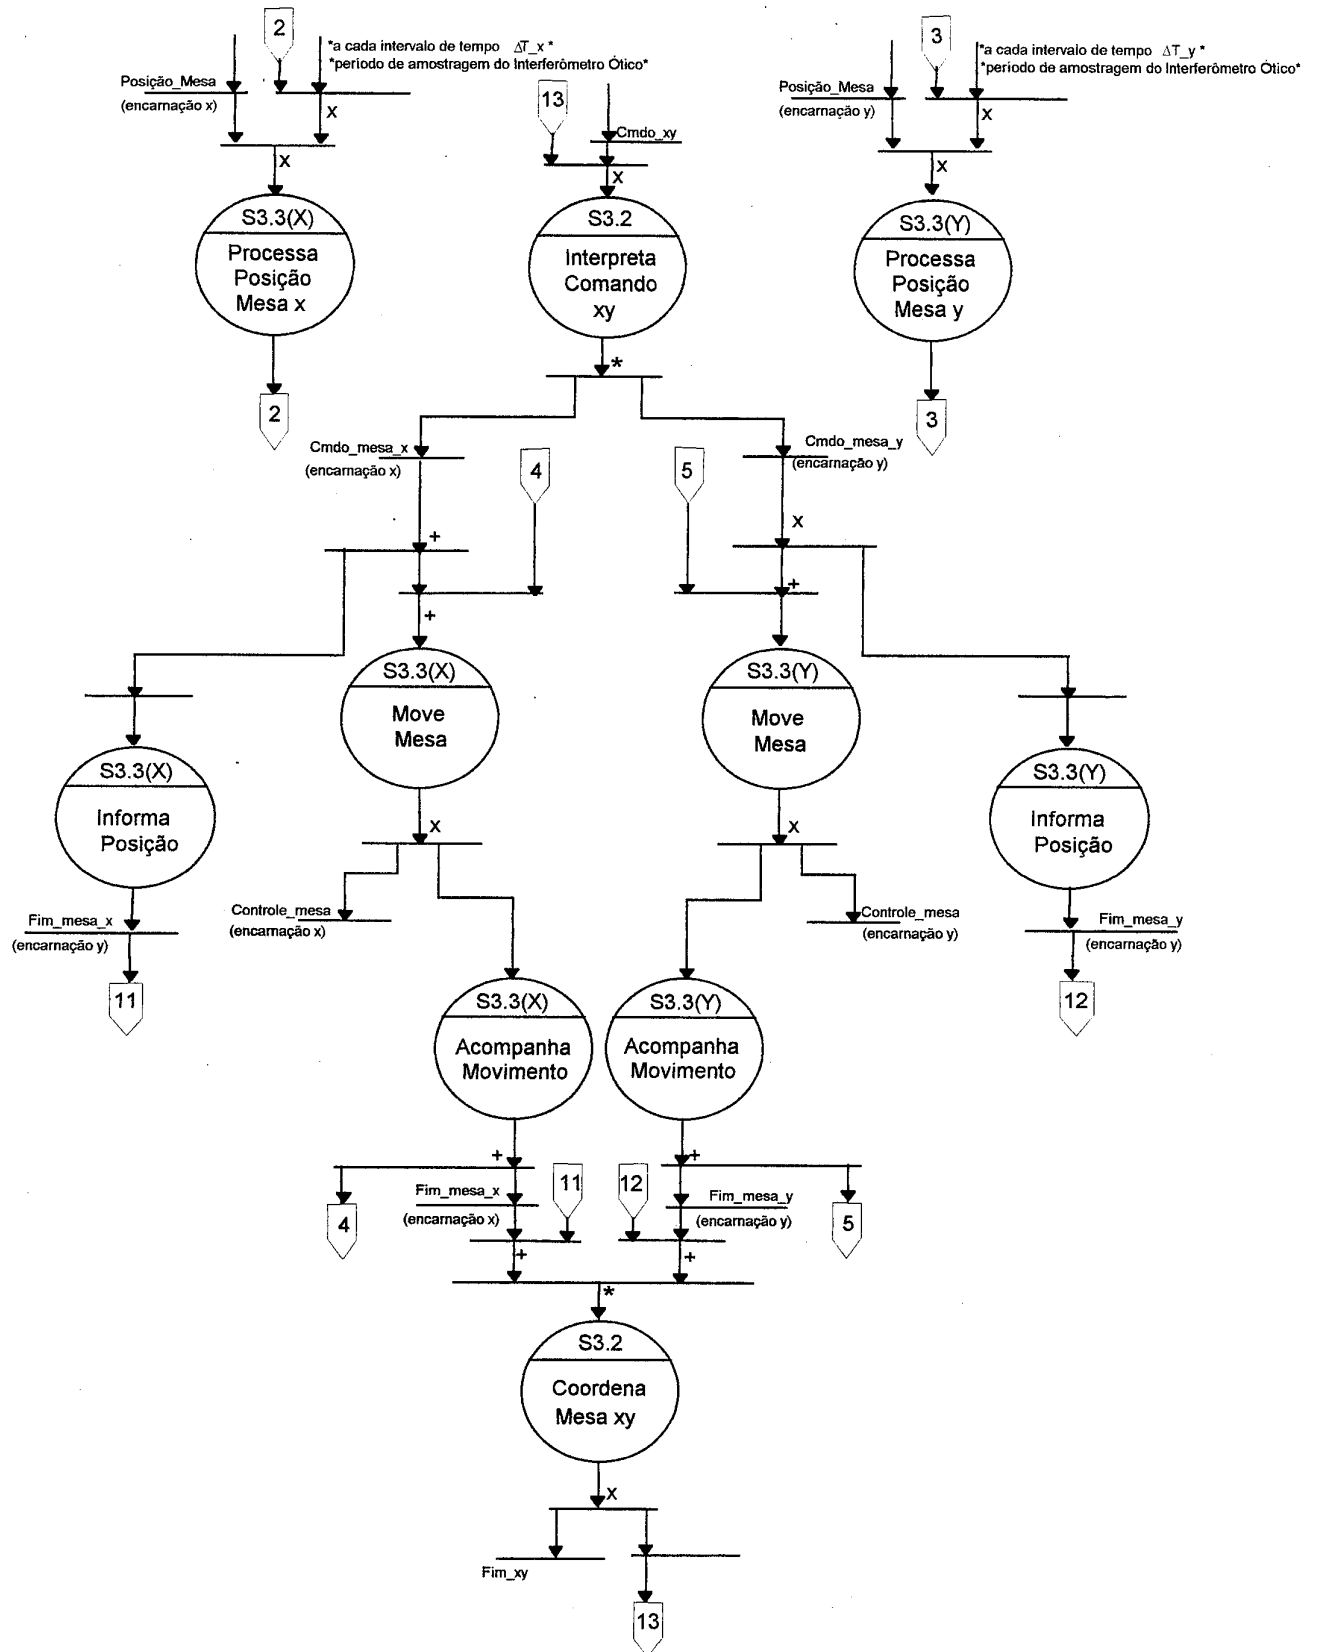 2
*a cada intervalo de tempo ΔT_x *
*período de amostragem do Interferômetro Ótico*
Posição_Mesa
(encarnação x)
X
X
13
Cmdo_xy
X
3
*a cada intervalo de tempo ΔT_y *
*período de amostragem do Interferômetro Ótico*
Posição_Mesa
(encarnação y)
X
X
S3.3(X)
Processa
Posição
Mesa x
S3.2
Interpreta
Comando
xy
S3.3(Y)
Processa
Posição
Mesa y
*
2
3
Cmdo_mesa_x
(encarnação x)
4
5
Cmdo_mesa_y
(encarnação y)
+
X
+
+
S3.3(X)
Move
Mesa
S3.3(Y)
Move
Mesa
S3.3(X)
Informa
Posição
S3.3(Y)
Informa
Posição
X
X
Controle_mesa
(encarnação x)
Controle_mesa
(encarnação y)
Fim_mesa_x
(encarnação y)
11
Fim_mesa_y
(encarnação y)
12
S3.3(X)
Acompanha
Movimento
S3.3(Y)
Acompanha
Movimento
+
+
4
Fim_mesa_x
(encarnação x)
11
12
Fim_mesa_y
(encarnação y)
5
+
+
*
S3.2
Coordena
Mesa xy
X
Fim_xy
13